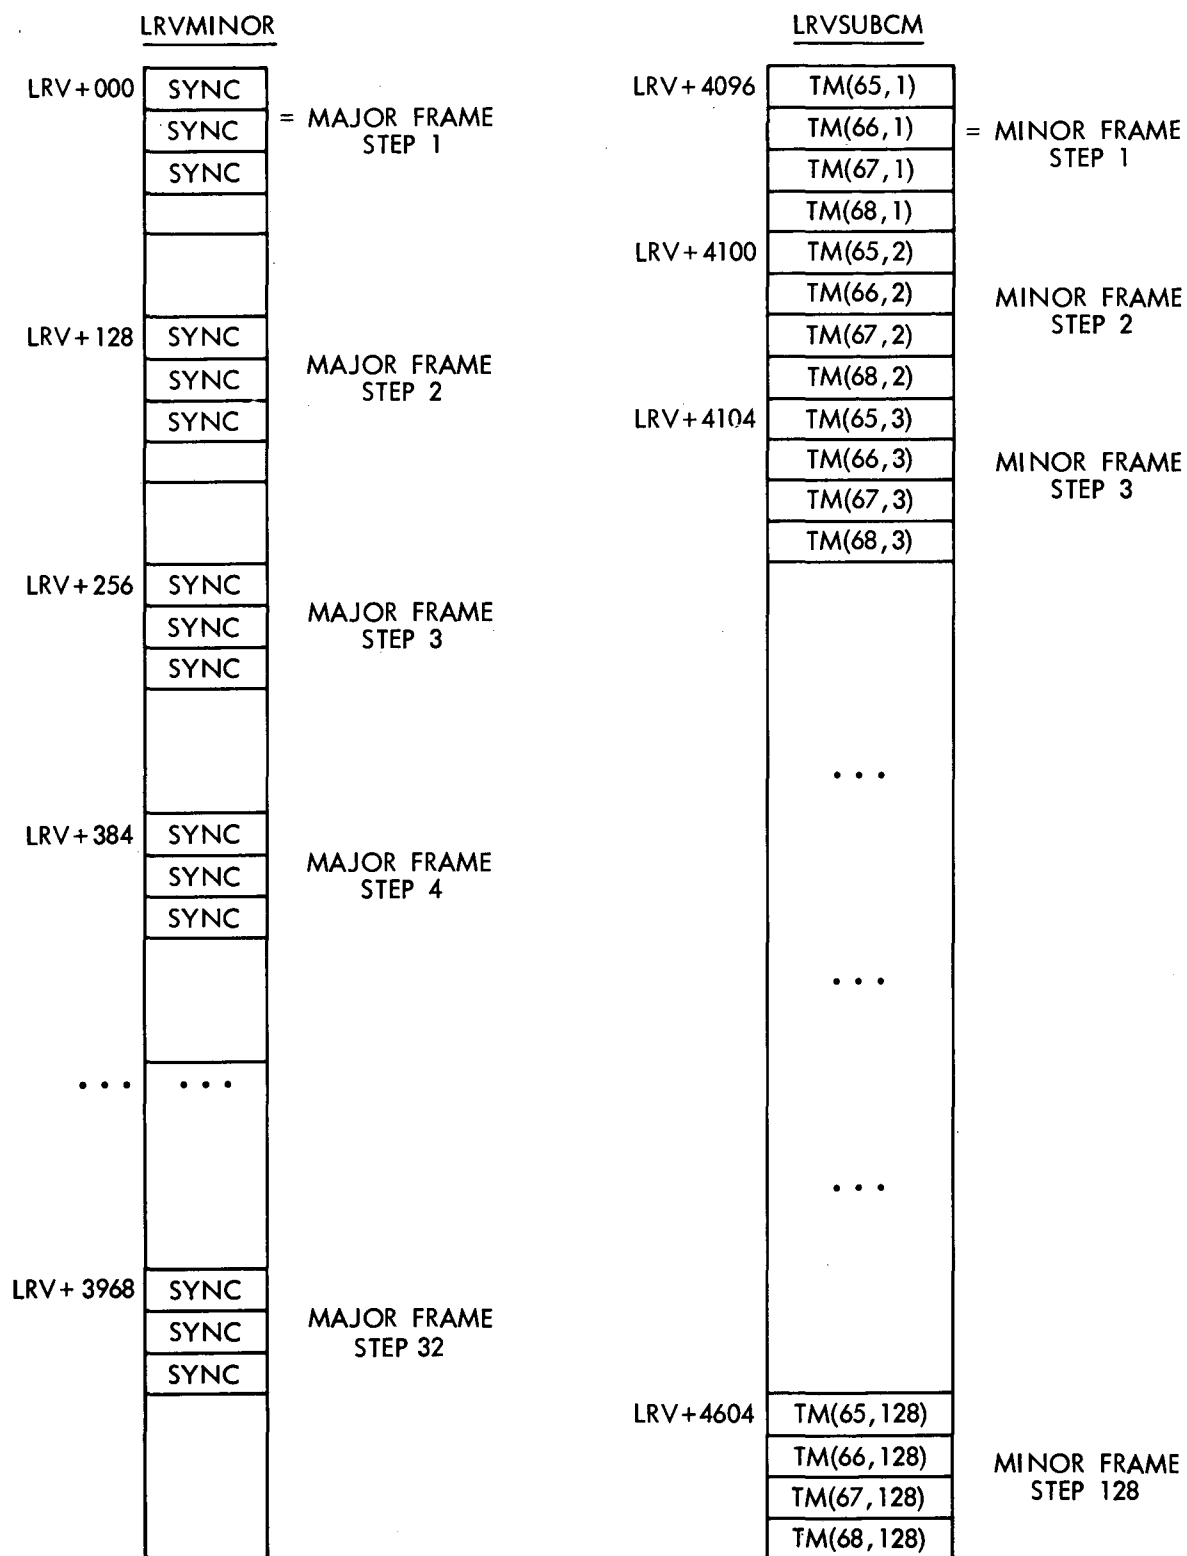 LRVMINOR
LRV+000 SYNC
SYNC
SYNC
= MAJOR FRAME
STEP 1
LRV+128 SYNC
SYNC
SYNC
MAJOR FRAME
STEP 2
LRV+256 SYNC
SYNC
SYNC
MAJOR FRAME
STEP 3
LRV+384 SYNC
SYNC
SYNC
MAJOR FRAME
STEP 4
... ...
LRV+3968 SYNC
SYNC
SYNC
MAJOR FRAME
STEP 32
LRVSUBCM
LRV+4096 TM(65,1)
TM(66,1)
TM(67,1)
TM(68,1)
= MINOR FRAME
STEP 1
LRV+4100 TM(65,2)
TM(66,2)
TM(67,2)
TM(68,2)
MINOR FRAME
STEP 2
LRV+4104 TM(65,3)
TM(66,3)
TM(67,3)
TM(68,3)
MINOR FRAME
STEP 3
...
...
...
LRV+4604 TM(65,128)
TM(66,128)
TM(67,128)
TM(68,128)
MINOR FRAME
STEP 128